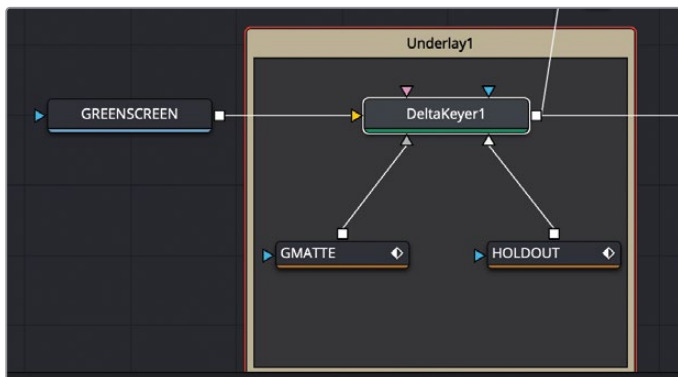 Underlay1
GREENSCREEN
DeltaKeyer1
GMATTE
HOLDOUT